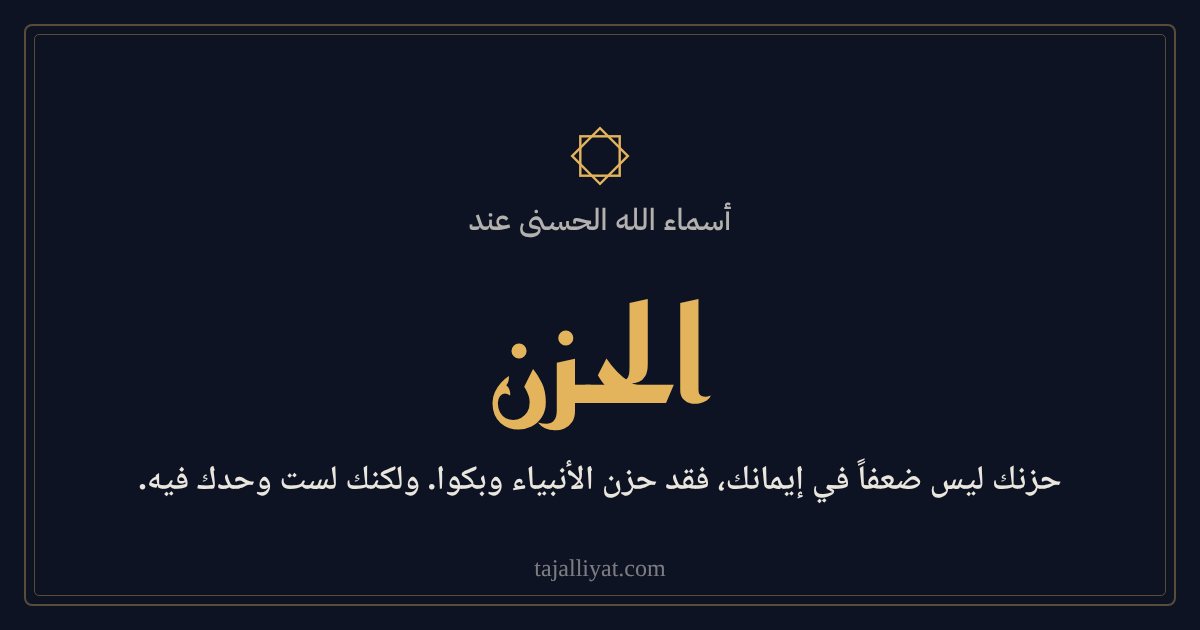 أسماء الله الحسنى عند
الحزن
حزنك ليس ضعفاً في إيمانك، فقد حزن الأنبياء وبكوا. ولكنك لست وحدك فيه.
tajalliyat.com